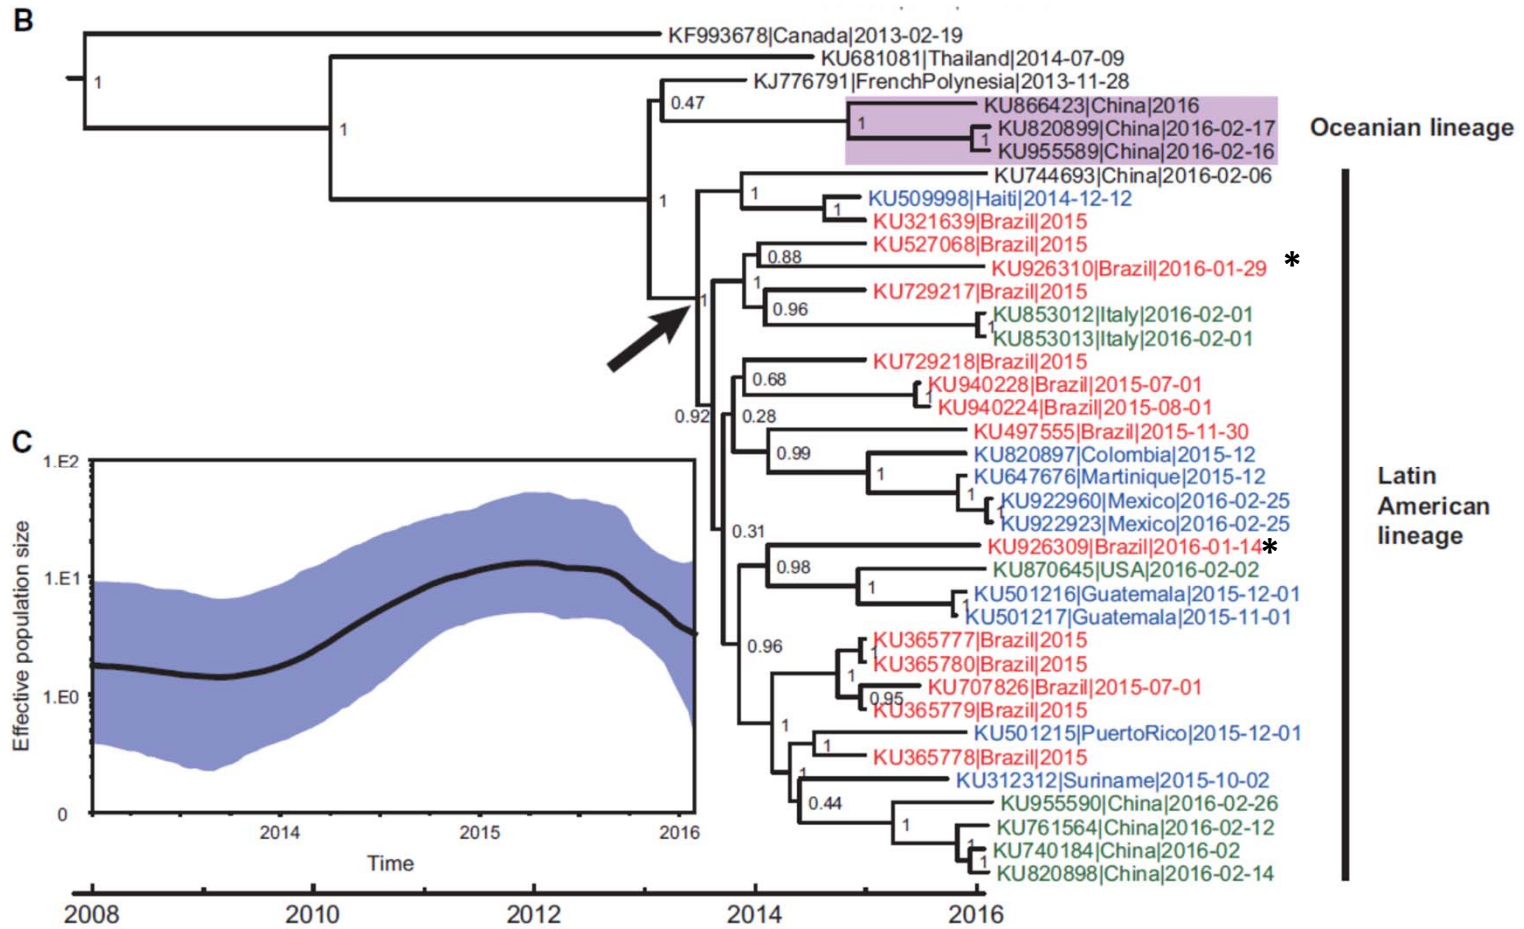 B
KF993678|Canada|2013-02-19
KU681081|Thailand|2014-07-09
1
KJ776791|FrenchPolynesia|2013-11-28
0.47
KU866423|China|2016
1
1
KU820899|China|2016-02-17
1
Oceanian lineage
KU955589|China|2016-02-16
KU744693|China|2016-02-06
1
1
KU509998|Haiti|2014-12-12
1
KU321639|Brazil|2015
KU527068|Brazil|2015
0.88
KU926310|Brazil|2016-01-29 *
1
KU729217|Brazil|2015
1
0.96
KU853012|Italy|2016-02-01
1
KU853013|Italy|2016-02-01
KU729218|Brazil|2015
0.68
KU940228|Brazil|2015-07-01
1
KU940224|Brazil|2015-08-01
0.92
0.28
KU497555|Brazil|2015-11-30
0.99
KU820897|Colombia|2015-12
1
KU647676|Martinique|2015-12
1
KU922960|Mexico|2016-02-25
1
KU922923|Mexico|2016-02-25
Latin
American
lineage
0.31
KU926309|Brazil|2016-01-14*
0.98
KU870645|USA|2016-02-02
1
KU501216|Guatemala|2015-12-01
1
KU501217|Guatemala|2015-11-01
0.96
KU365777|Brazil|2015
1
KU365780|Brazil|2015
1
KU707826|Brazil|2015-07-01
0.95
KU365779|Brazil|2015
1
KU501215|PuertoRico|2015-12-01
1
KU365778|Brazil|2015
1
KU312312|Suriname|2015-10-02
0.44
KU955590|China|2016-02-26
1
KU761564|China|2016-02-12
1
KU740184|China|2016-02
1
KU820898|China|2016-02-14
C
1.E2
1.E1
1.E0
0
Effective population size
2014 2015 2016
Time
2008 2010 2012 2014 2016